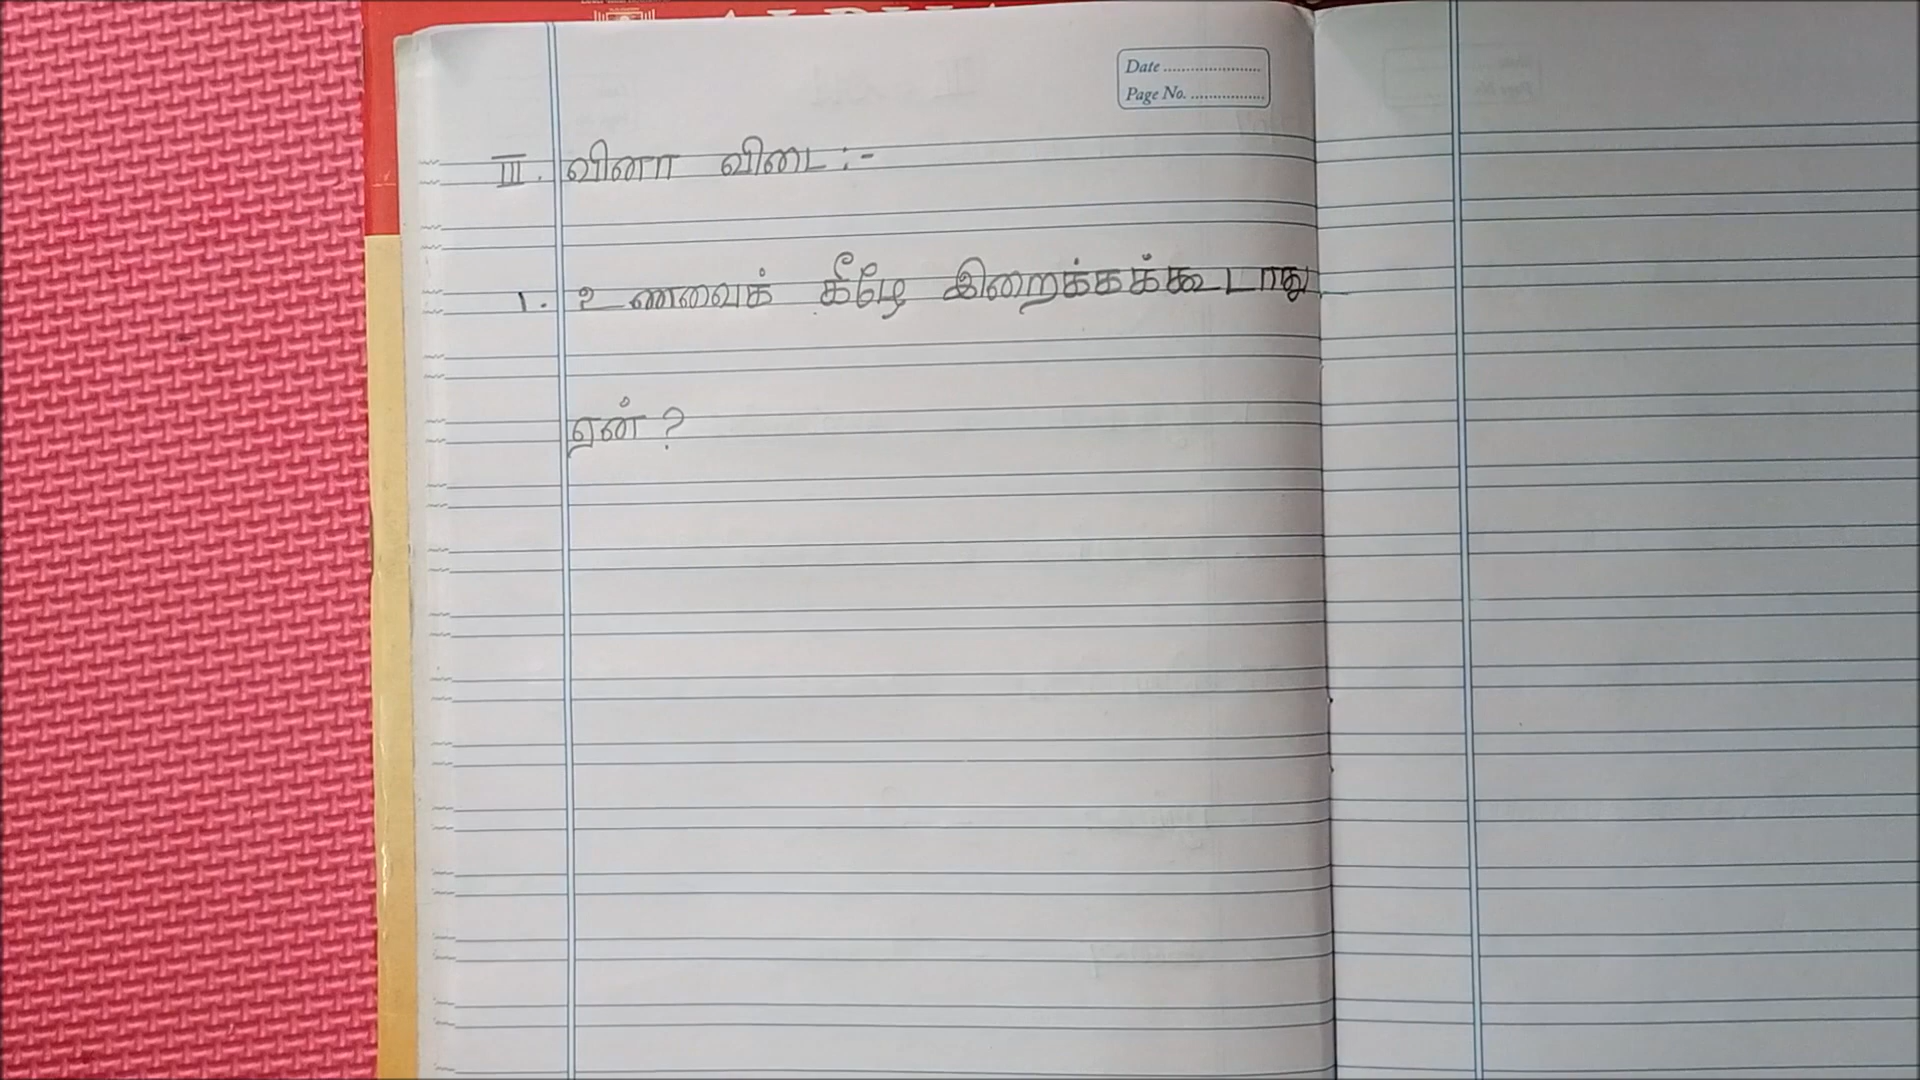 Date
Page No.
III. வினா விடை :-
1. உணவைக் கீழே இறைக்கக்கூடாது
ஏன் ?